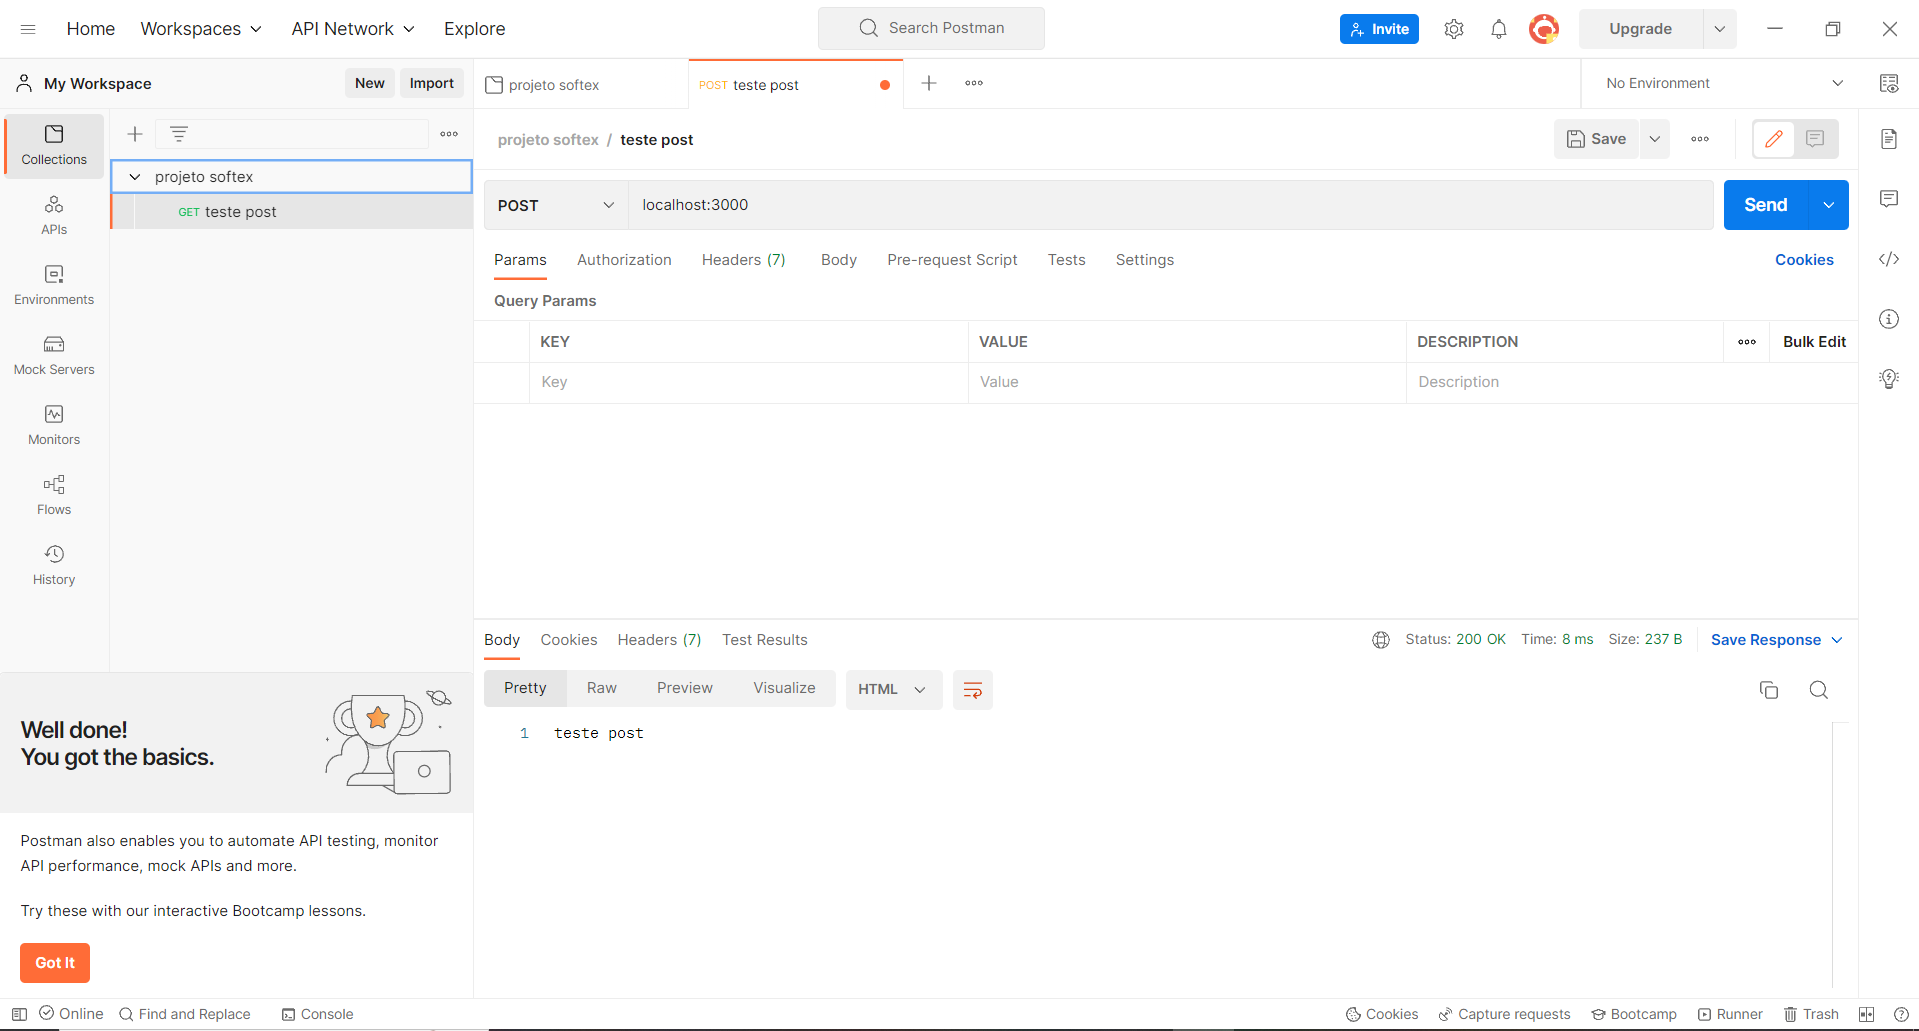 Home Workspaces API Network Explore Search Postman Invite Upgrade
My Workspace New Import projeto softex POST teste post No Environment
Collections
APIs
Environments
Mock Servers
Monitors
Flows
History
projeto softex
GET teste post
Well done!
You got the basics.
Postman also enables you to automate API testing, monitor
API performance, mock APIs and more.
Try these with our interactive Bootcamp lessons.
Got It
projeto softex / teste post Save
POST localhost:3000 Send
Params Authorization Headers (7) Body Pre-request Script Tests Settings Cookies
Query Params
KEY VALUE DESCRIPTION Bulk Edit
Key Value Description
Body Cookies Headers (7) Test Results Status: 200 OK Time: 8 ms Size: 237 B Save Response
Pretty Raw Preview Visualize HTML
1 teste post
Online Find and Replace Console Cookies Capture requests Bootcamp Runner Trash